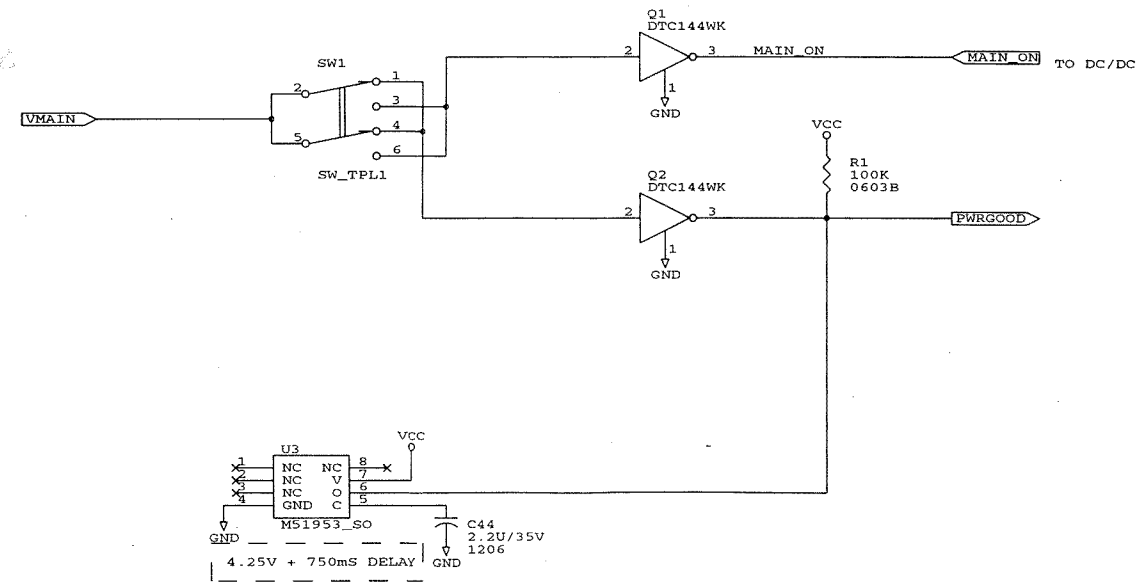 Q1
DTC144WK
2 3 MAIN_ON
MAIN_ON TO DC/DC
1
GND
SW1
2 1
3
VMAIN
5 4
6
SW_TPL1
VCC
R1
100K
0603B
Q2
DTC144WK
2 3
PWRGOOD
1
GND
VCC
U3
1 NC NC 8
2 NC V 7
3 NC O 6
4 GND C 5
M51953_SO
GND
C44
2.2U/35V
1206
GND
4.25V + 750mS DELAY